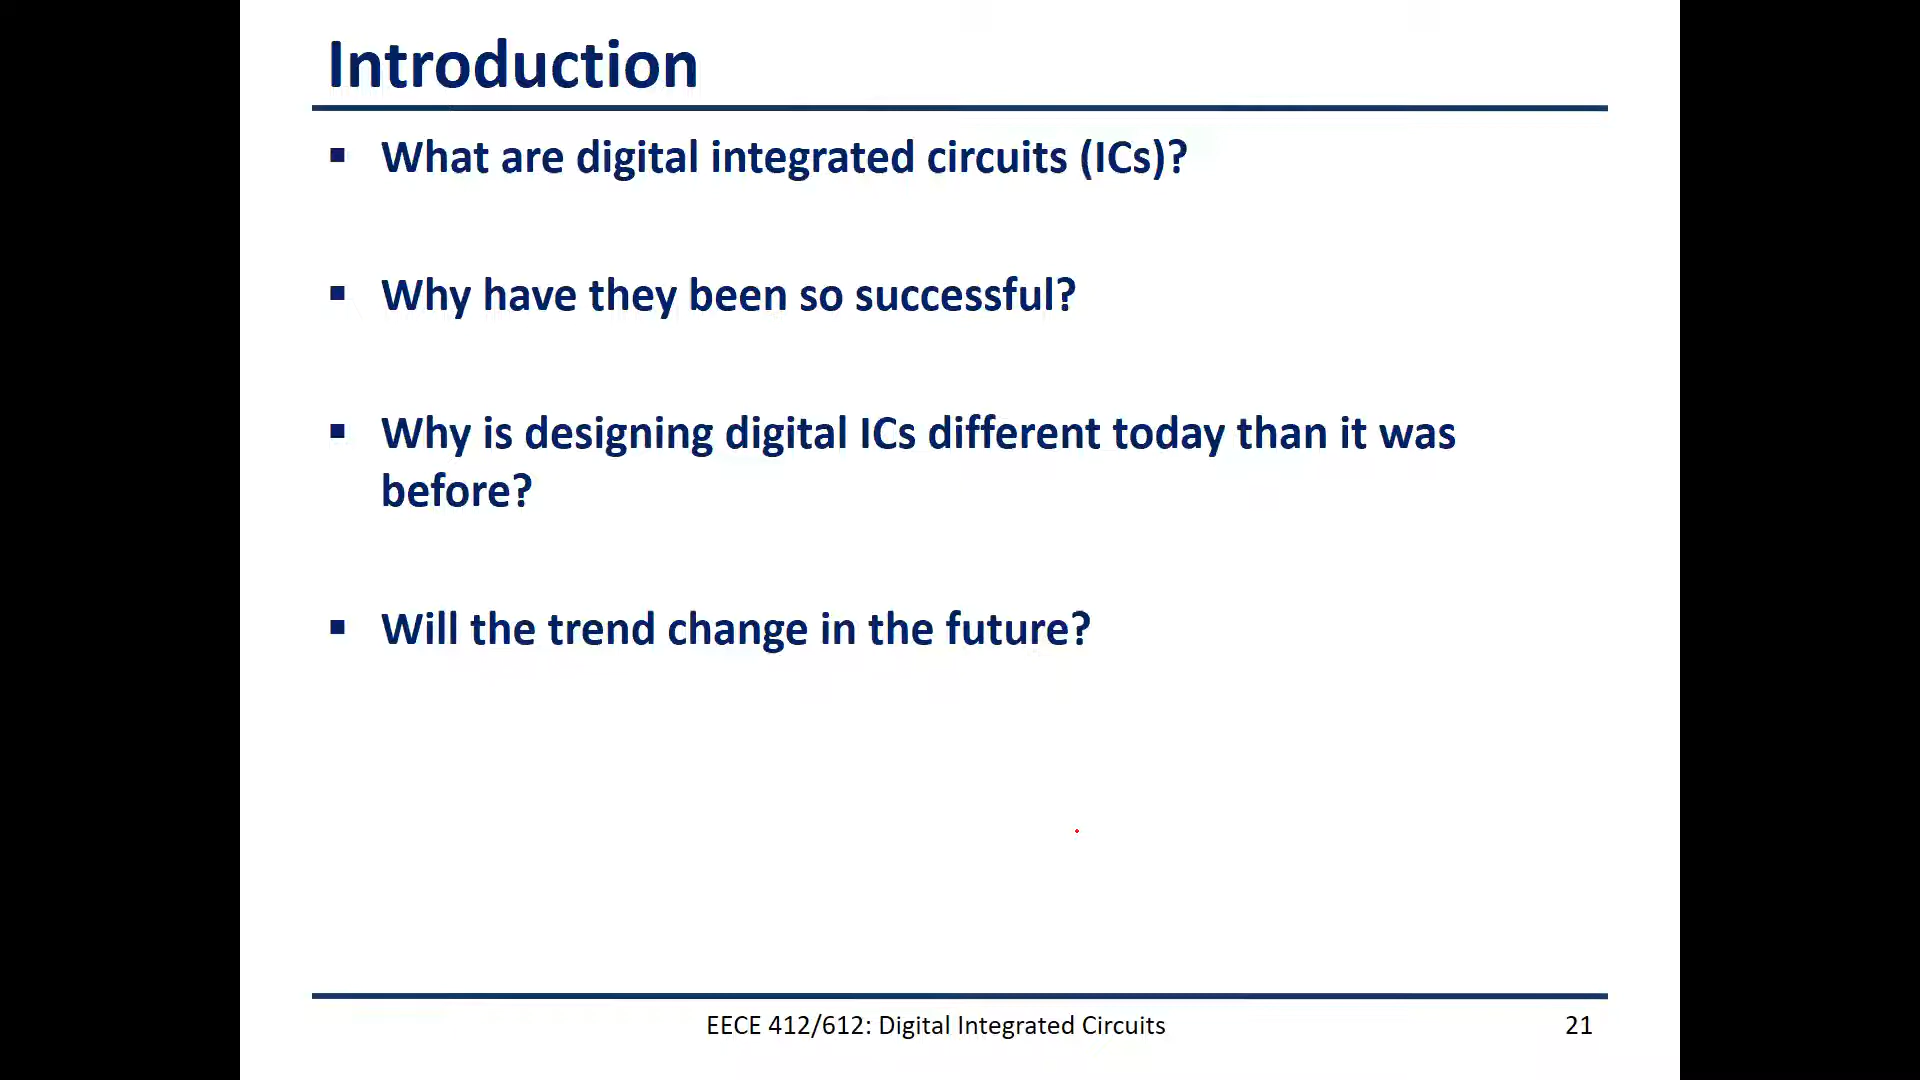 Introduction
▪ What are digital integrated circuits (ICs)?
▪ Why have they been so successful?
▪ Why is designing digital ICs different today than it was
before?
▪ Will the trend change in the future?
EECE 412/612: Digital Integrated Circuits
21